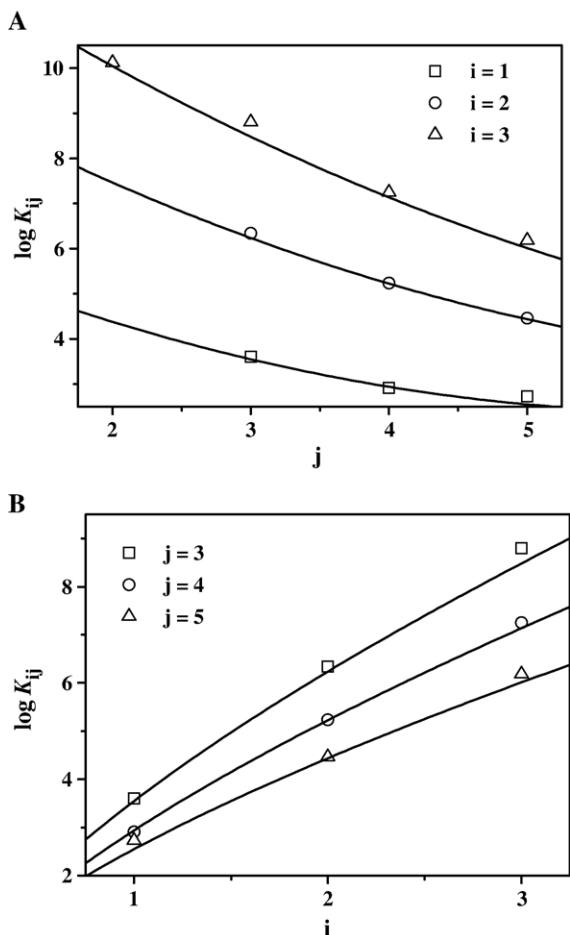 A
log K_ij
10
8
6
4
i = 1
i = 2
i = 3
2 3 4 5
j
B
log K_ij
8
6
4
2
j = 3
j = 4
j = 5
1 2 3
i